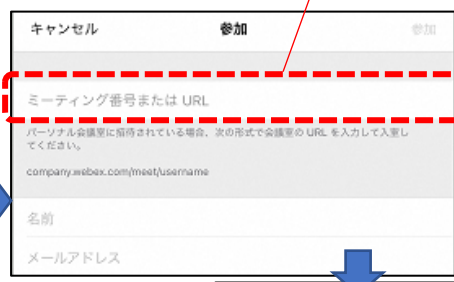 キャンセル 参加 参加
ミーティング番号または URL
パーソナル会議室に招待されている場合、次の形式で会議室の URL を入力して入室し
てください。
company.webex.com/meet/username
名前
メールアドレス